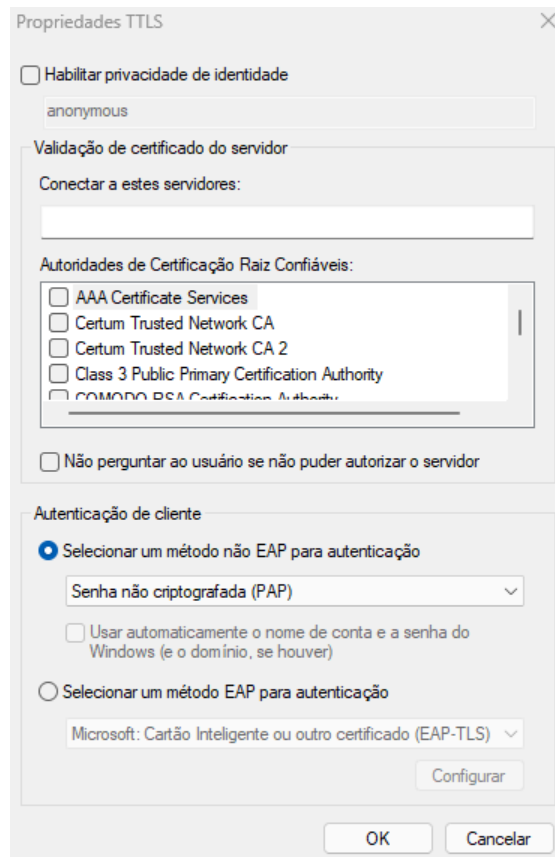 Propriedades TTLS
Habilitar privacidade de identidade
anonymous
Validação de certificado do servidor
Conectar a estes servidores:
Autoridades de Certificação Raiz Confiáveis:
AAA Certificate Services
Certum Trusted Network CA
Certum Trusted Network CA 2
Class 3 Public Primary Certification Authority
COMODO RSA Certification Authority
Não perguntar ao usuário se não puder autorizar o servidor
Autenticação de cliente
Selecionar um método não EAP para autenticação
Senha não criptografada (PAP)
Usar automaticamente o nome de conta e a senha do
Windows (e o domínio, se houver)
Selecionar um método EAP para autenticação
Microsoft: Cartão Inteligente ou outro certificado (EAP-TLS)
Configurar
OK Cancelar